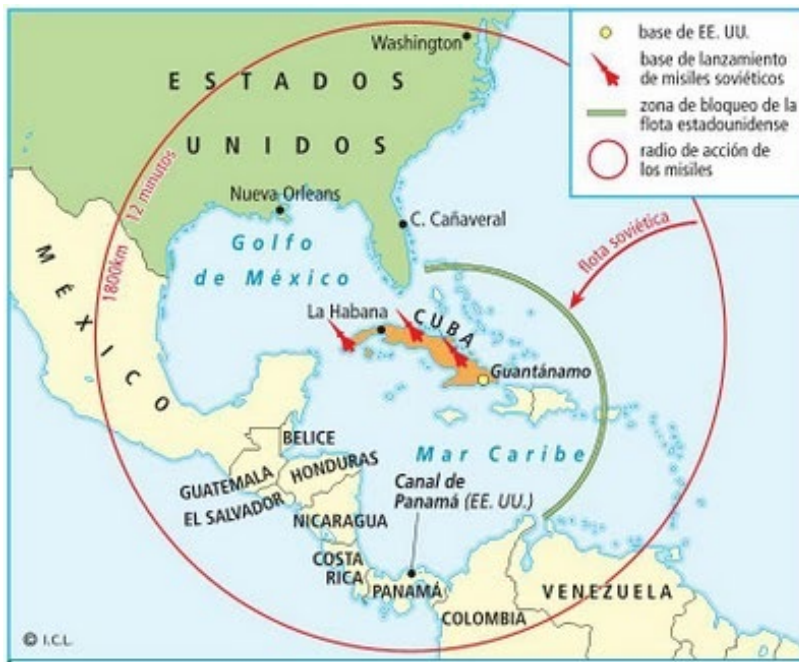 Washington
ESTADOS
UNIDOS
Nueva Orleans
C. Cañaveral
Golfo
de México
1800km 12 minutos
MÉXICO
La Habana
CUBA
Guantánamo
flota soviética
BELICE
GUATEMALA
HONDURAS
EL SALVADOR
NICARAGUA
COSTA
RICA
PANAMÁ
Mar Caribe
Canal de
Panamá (EE. UU.)
COLOMBIA
VENEZUELA
base de EE. UU.
base de lanzamiento
de misiles soviéticos
zona de bloqueo de la
flota estadounidense
radio de acción de
los misiles
© I.C.L.